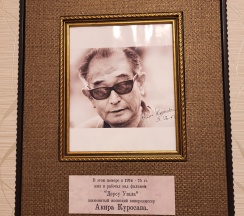 В этом номере в 1974 - 75 гг.
жил и работал над фильмом
"Дерсу Узала"
знаменитый японский кинорежиссер
Акира Куросава.